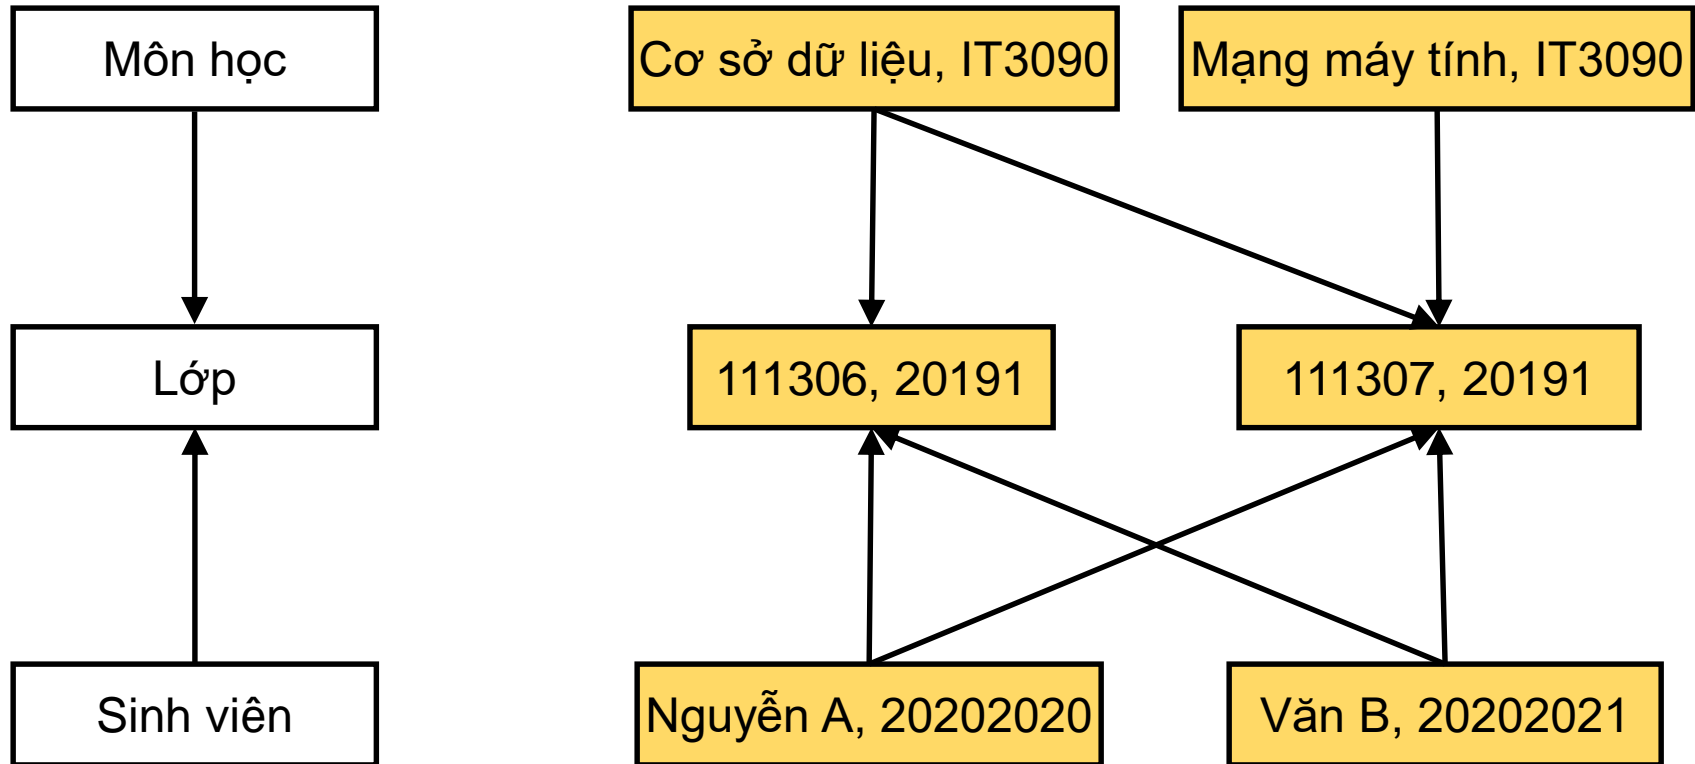 Môn học
Cơ sở dữ liệu, IT3090
Mạng máy tính, IT3090
Lớp
111306, 20191
111307, 20191
Sinh viên
Nguyễn A, 20202020
Văn B, 20202021